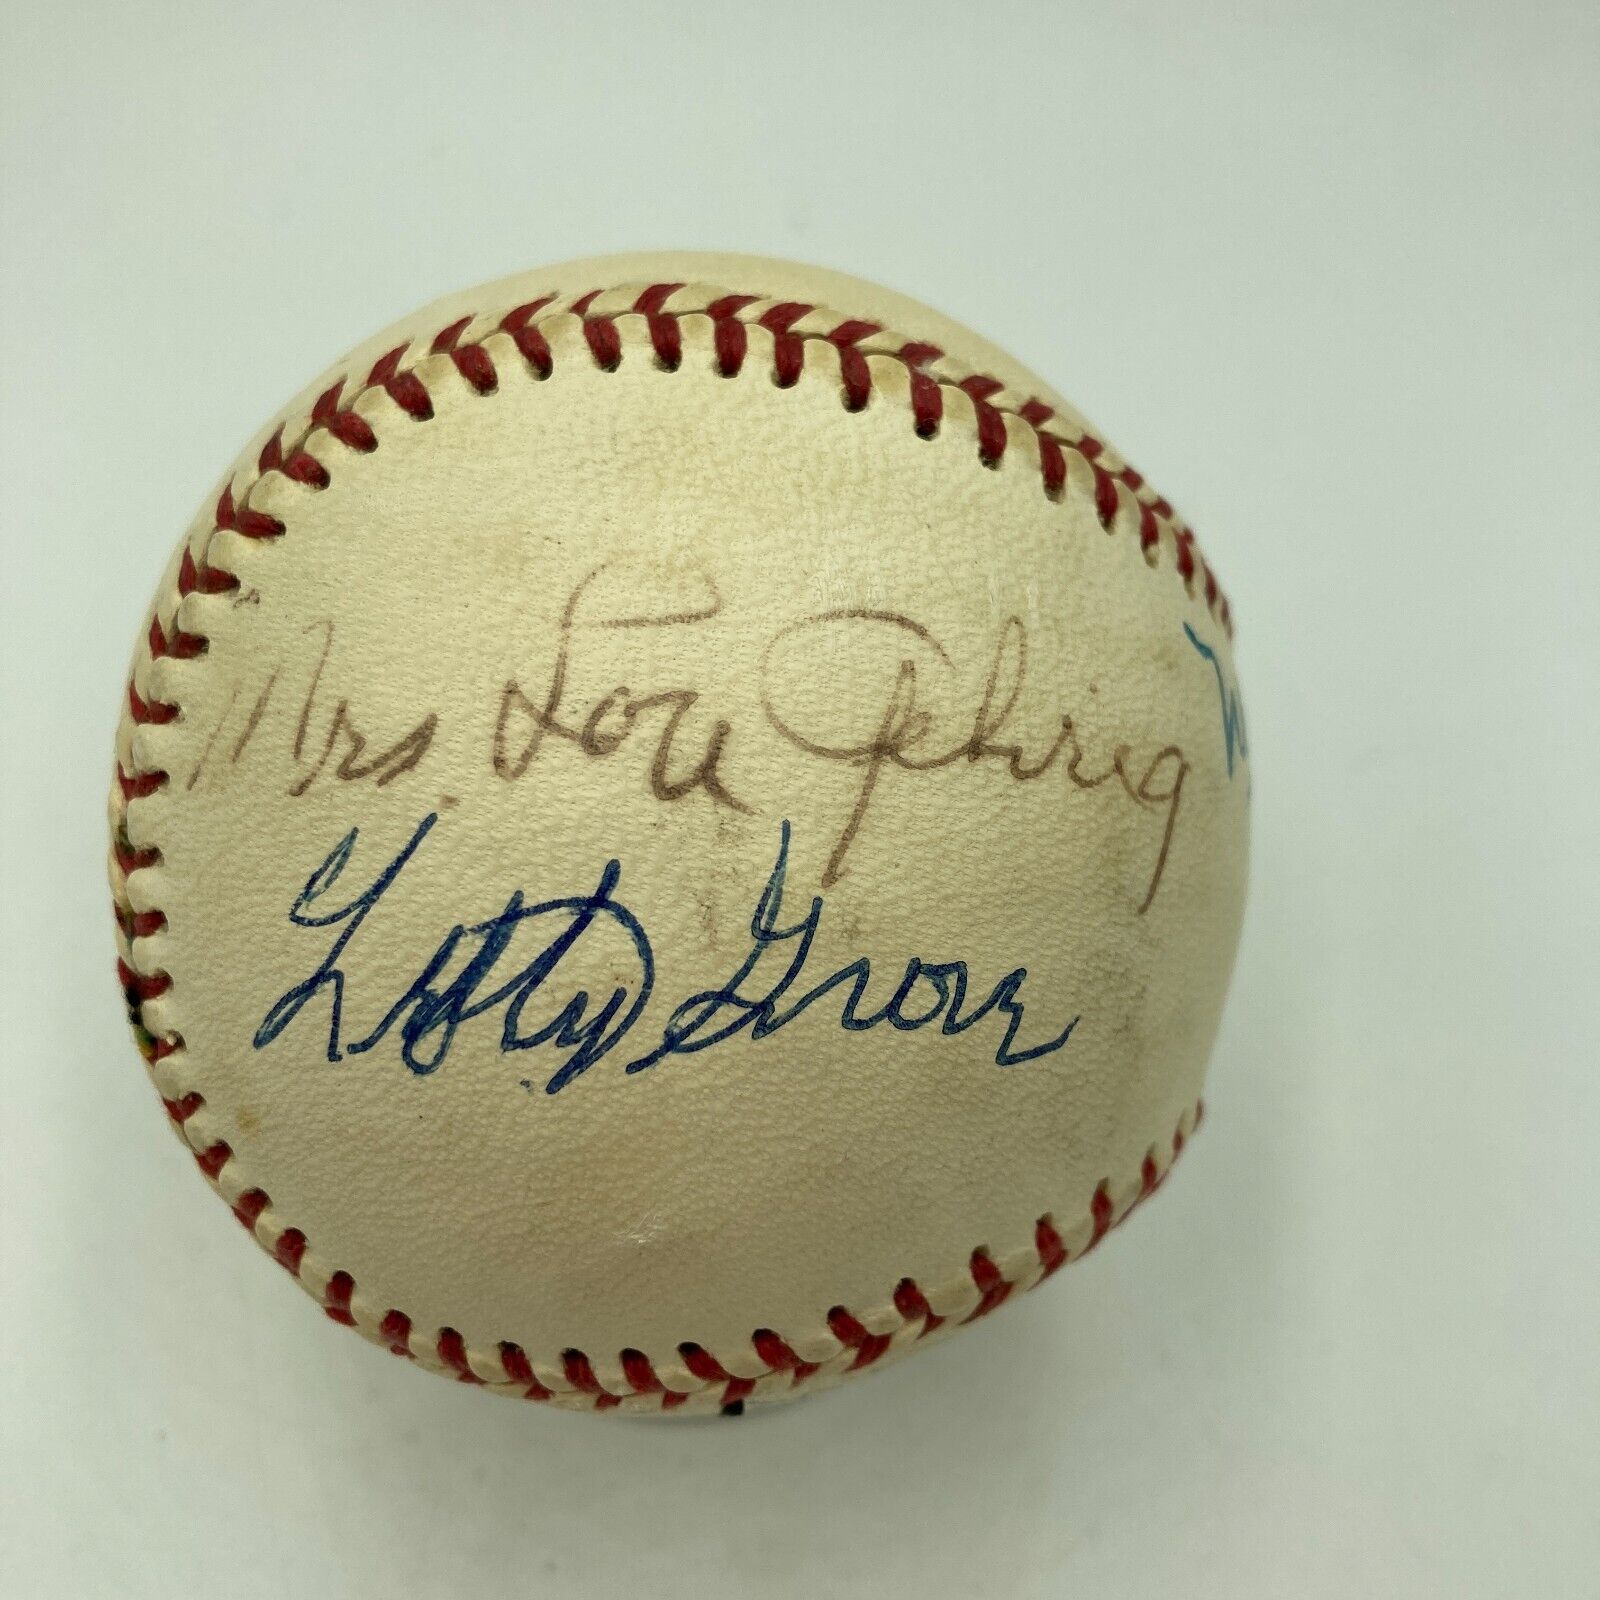 Mrs. Lou Gehrig
Lefty Grove